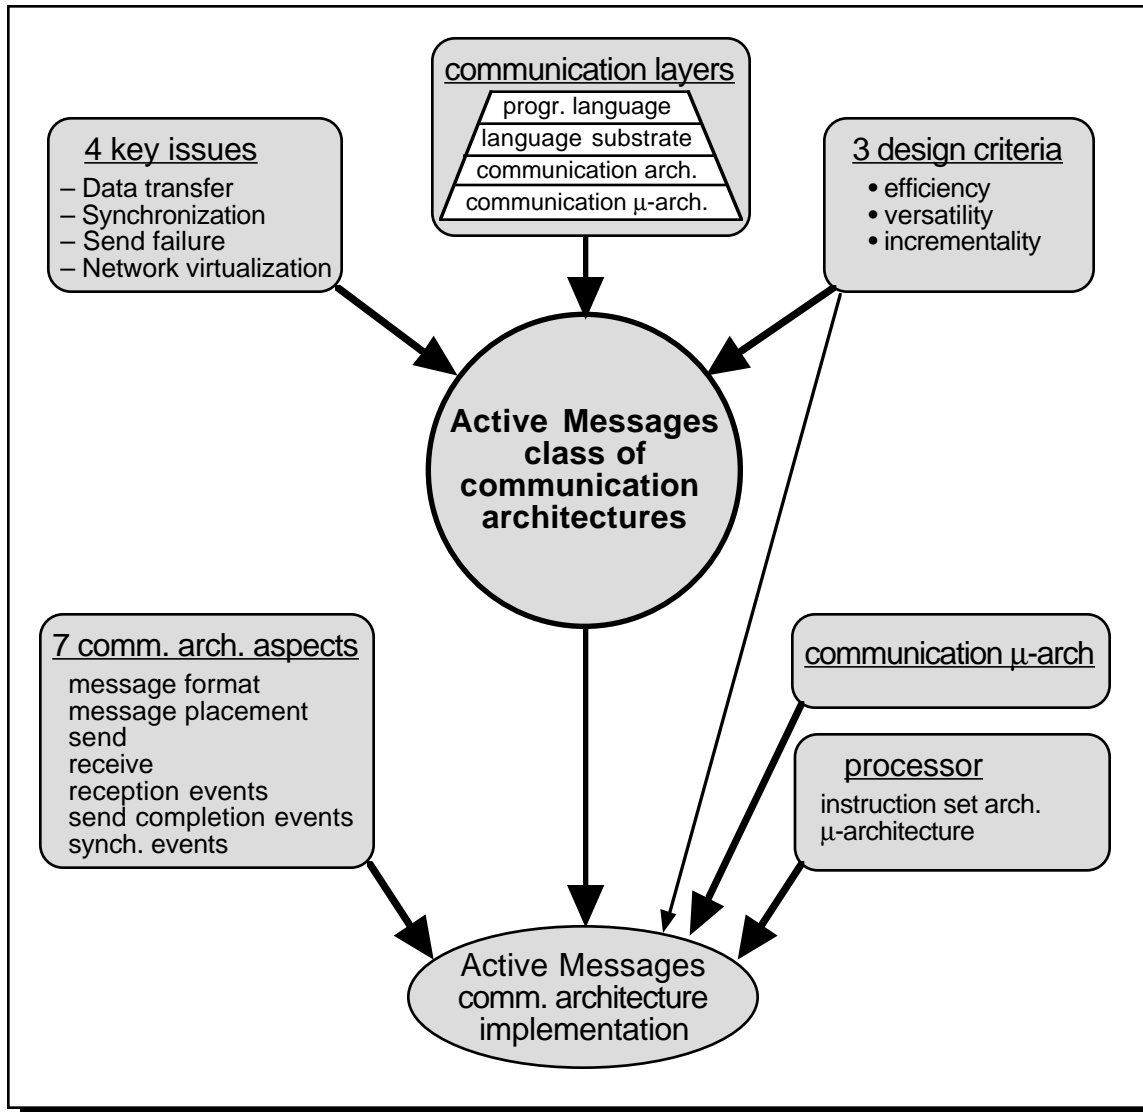 communication layers
progr. language
language substrate
communication arch.
communication μ-arch.
4 key issues
– Data transfer
– Synchronization
– Send failure
– Network virtualization
3 design criteria
• efficiency
• versatility
• incrementality
Active Messages
class of
communication
architectures
7 comm. arch. aspects
message format
message placement
send
receive
reception events
send completion events
synch. events
communication μ-arch
processor
instruction set arch.
μ-architecture
Active Messages
comm. architecture
implementation